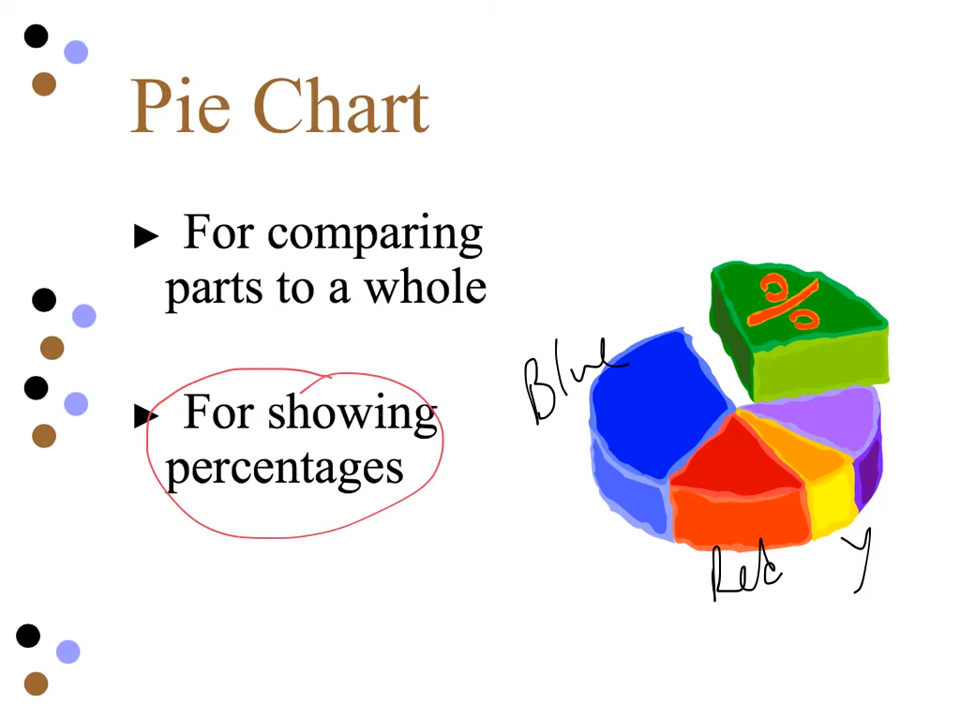 Pie Chart
► For comparing
parts to a whole
► For showing
percentages
%
Blue
Red
Y